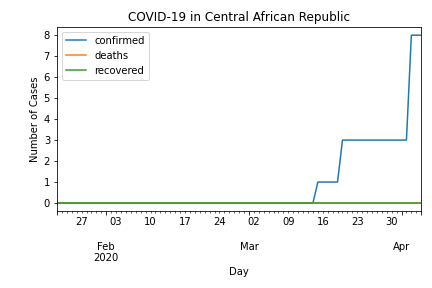 COVID-19 in Central African Republic
confirmed
deaths
recovered
Number of Cases
8
7
6
5
4
3
2
1
0
27 03 10 17 24 02 09 16 23 30
Feb Mar Apr
2020
Day